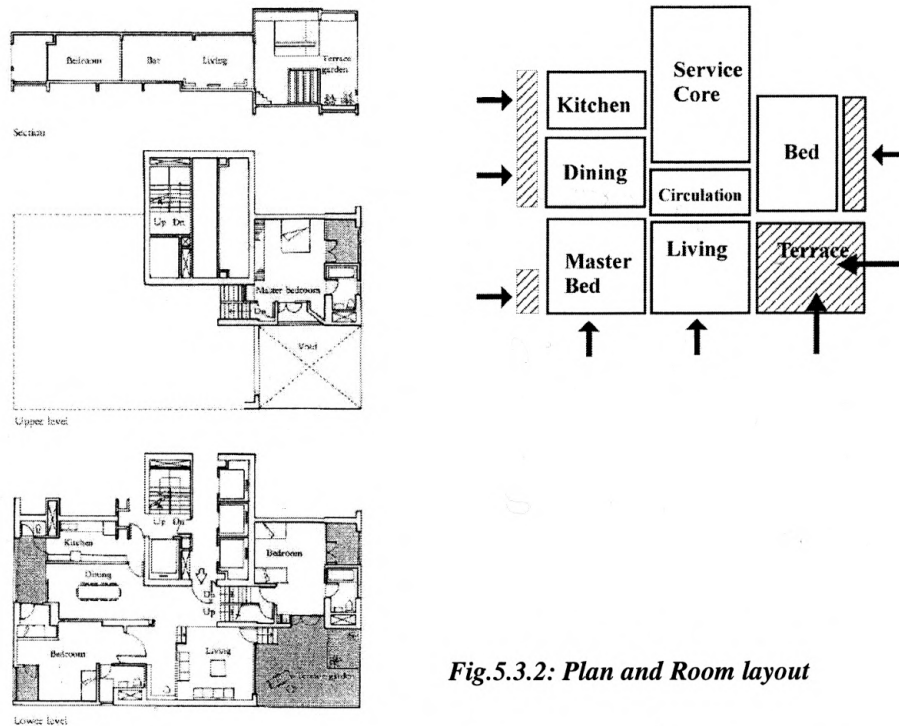 Bedroom
Bar
Living
Terrace
garden
Section
Up Dn
Master bedroom
Dn
Void
Upper level
Up Dn
Kitchen
Bedroom
Dining
Dn
Up
Living
Bedroom
Terrace garden
Lower level
Service
Core
Kitchen
Bed
Dining
Circulation
Living
Terrace
Master
Bed
Fig.5.3.2: Plan and Room layout